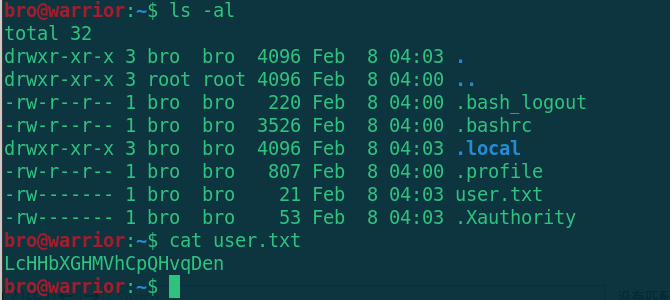 bro@warrior:~$ ls -al
total 32
drwxr-xr-x 3 bro  bro  4096 Feb  8 04:03 .
drwxr-xr-x 3 root root 4096 Feb  8 04:00 ..
-rw-r--r-- 1 bro  bro   220 Feb  8 04:00 .bash_logout
-rw-r--r-- 1 bro  bro  3526 Feb  8 04:00 .bashrc
drwxr-xr-x 3 bro  bro  4096 Feb  8 04:03 .local
-rw-r--r-- 1 bro  bro   807 Feb  8 04:00 .profile
-rw------- 1 bro  bro    21 Feb  8 04:03 user.txt
-rw------- 1 bro  bro    53 Feb  8 04:03 .Xauthority
bro@warrior:~$ cat user.txt
LcHHbXGHMVhCpQHvqDen
bro@warrior:~$